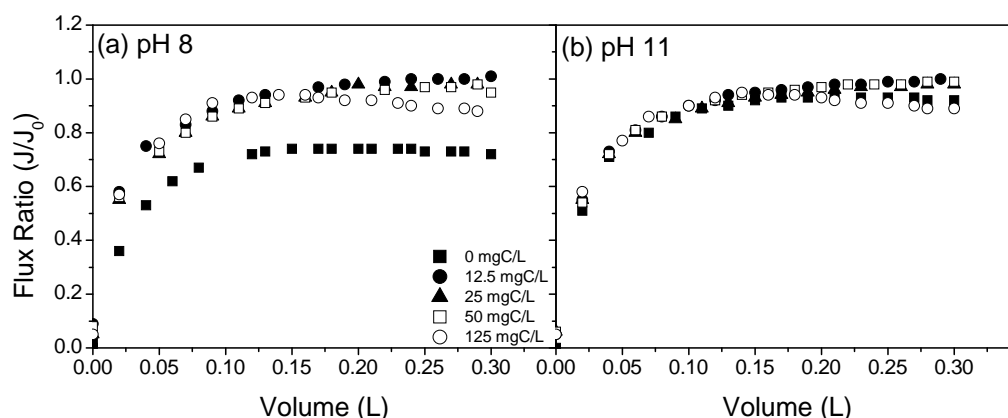 (a) pH 8
(b) pH 11
Flux Ratio (J/J₀)
1.2
1.0
0.8
0.6
0.4
0.2
0.0
0 mgC/L
12.5 mgC/L
25 mgC/L
50 mgC/L
125 mgC/L
0.00 0.05 0.10 0.15 0.20 0.25 0.30 0.00 0.05 0.10 0.15 0.20 0.25 0.30
Volume (L) Volume (L)